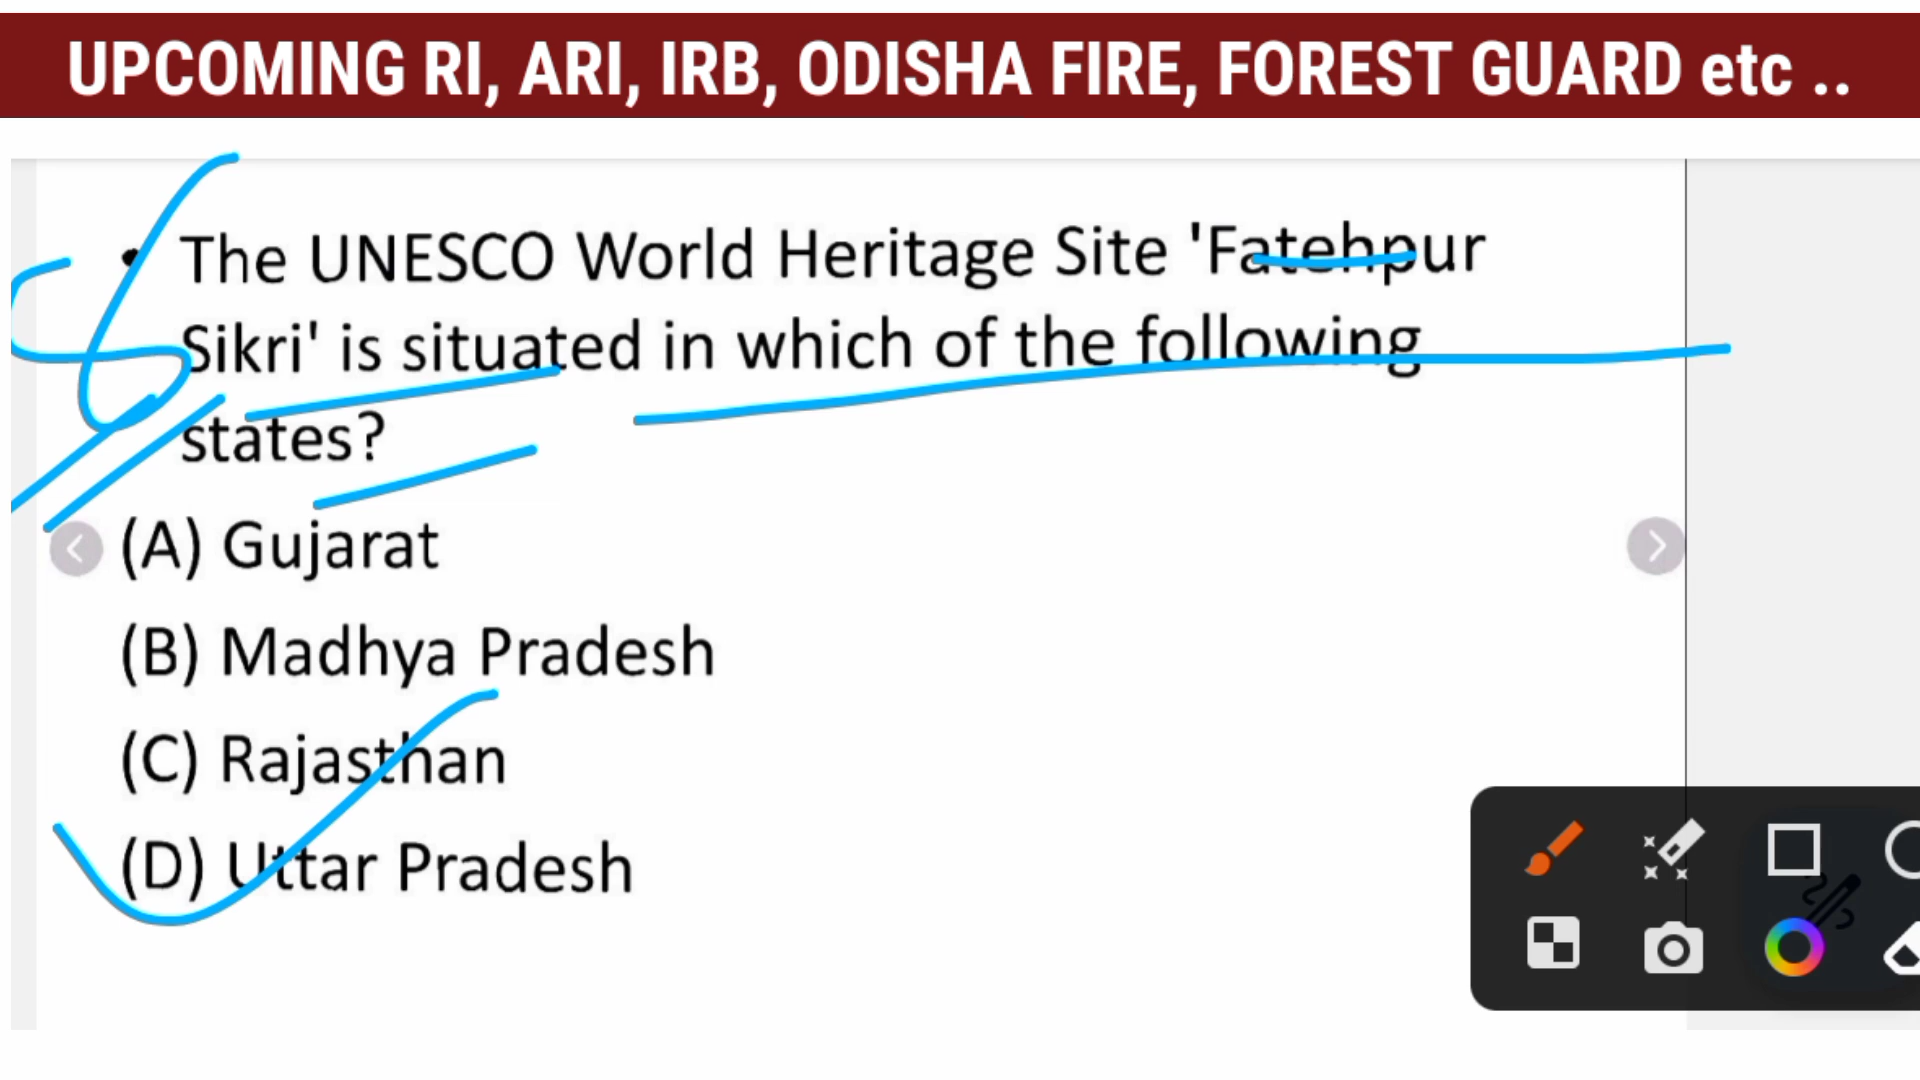 UPCOMING RI, ARI, IRB, ODISHA FIRE, FOREST GUARD etc ..
• The UNESCO World Heritage Site 'Fatehpur
Sikri' is situated in which of the following
states?
(A) Gujarat
(B) Madhya Pradesh
(C) Rajasthan
(D) Uttar Pradesh